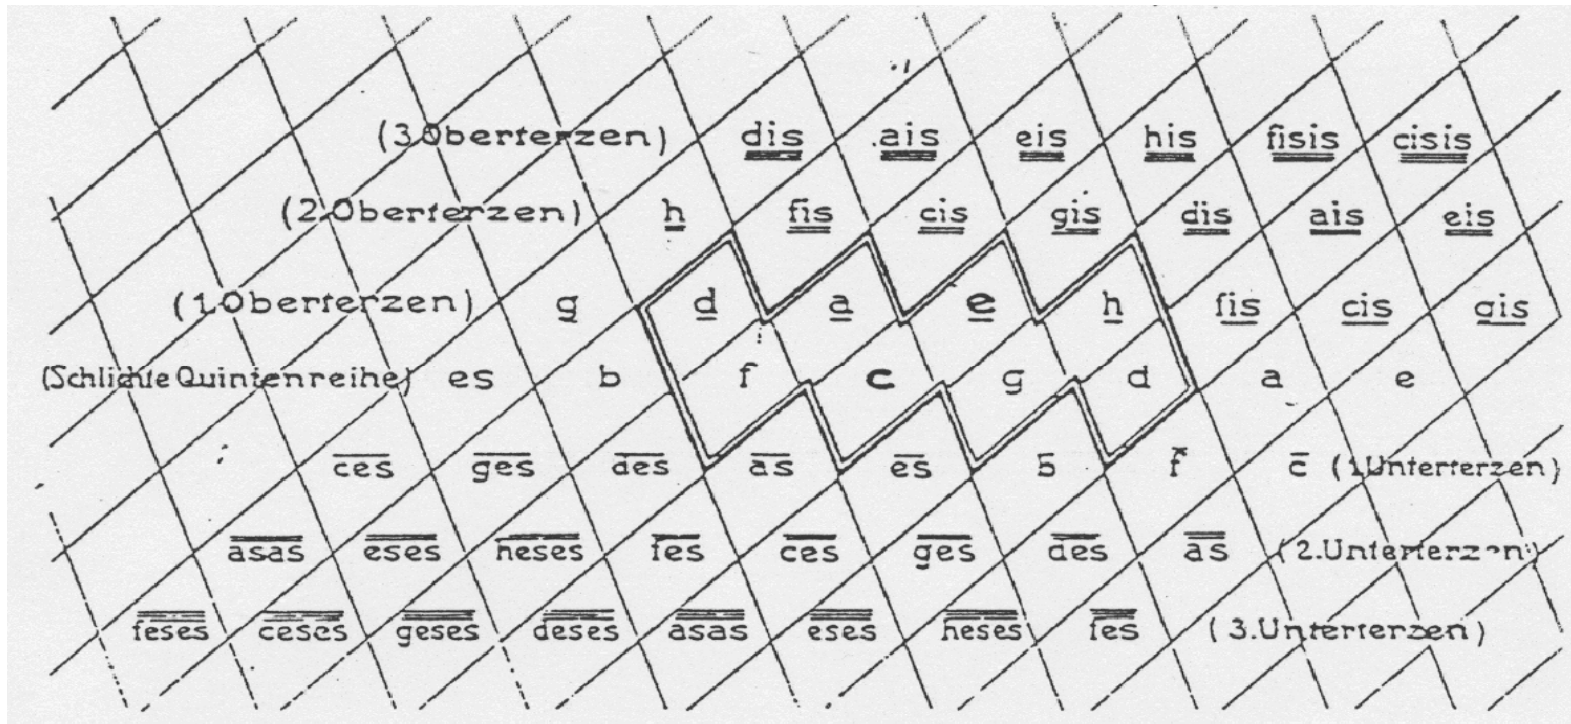 (3.Oberterzen) dis ais eis his fisis cisis
(2.Oberterzen) h fis cis gis dis ais eis
(1.Oberterzen) g d a e h fis cis gis
(Schlichte Quintenreihe) es b f c g d a e
ces ges des as es b f c (1.Unterterzen)
asas eses heses fes ces ges des as (2.Unterterzen)
feses ceses geses deses asas eses heses fes (3.Unterterzen)